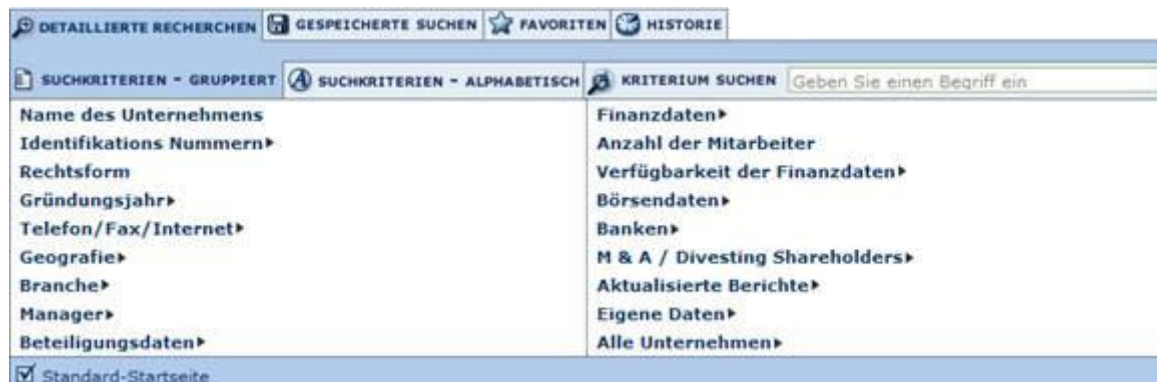 DETAILLIERTE RECHERCHEN GESPEICHERTE SUCHEN FAVORITEN HISTORIE
SUCHKRITERIEN - GRUPPIERT SUCHKRITERIEN - ALPHABETISCH KRITERIUM SUCHEN Geben Sie einen Begriff ein
Name des Unternehmens
Identifikations Nummern
Rechtsform
Gründungsjahr
Telefon/Fax/Internet
Geografie
Branche
Manager
Beteiligungsdaten
Finanzdaten
Anzahl der Mitarbeiter
Verfügbarkeit der Finanzdaten
Börsendaten
Banken
M & A / Divesting Shareholders
Aktualisierte Berichte
Eigene Daten
Alle Unternehmen
Standard-Startseite